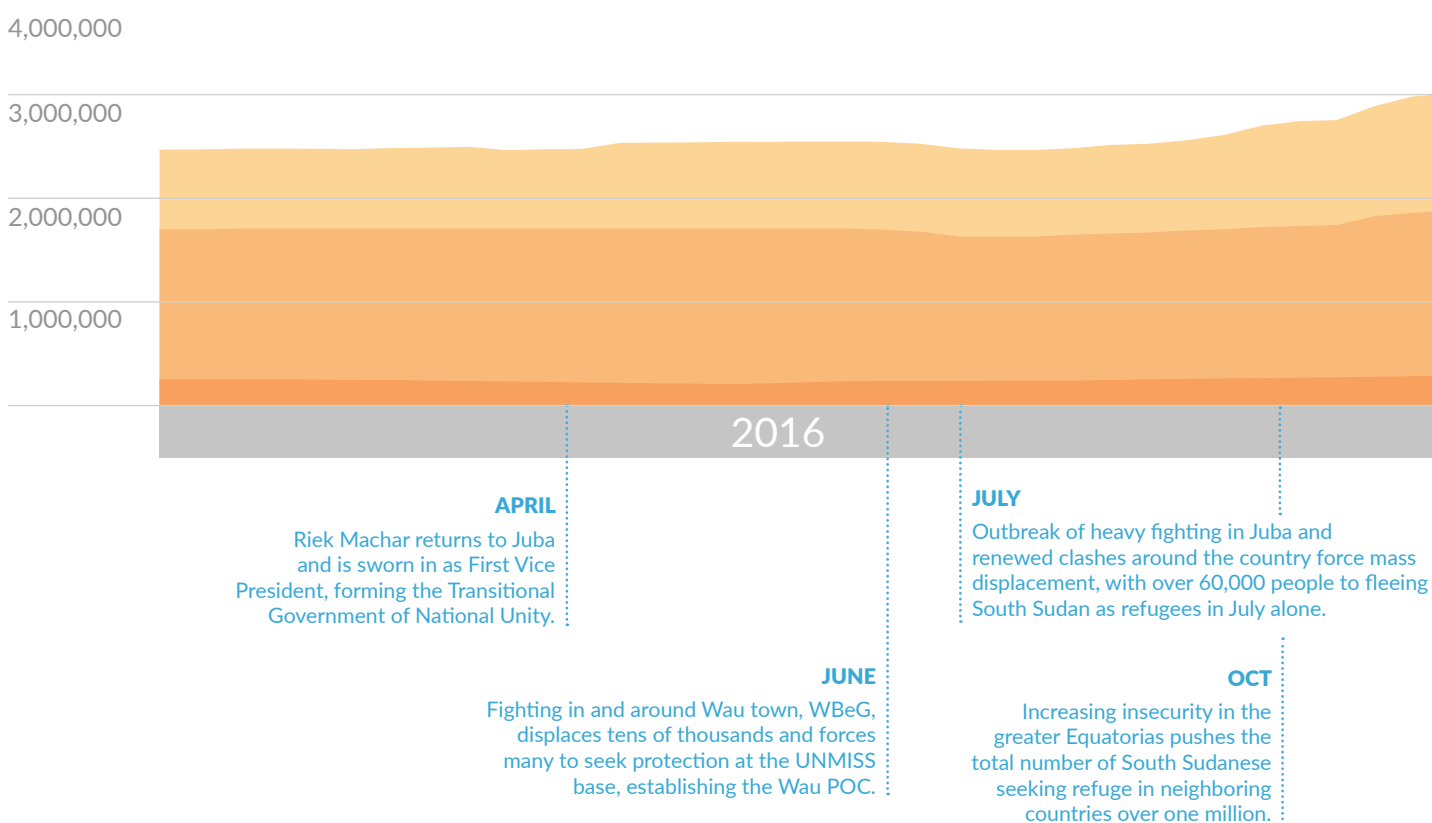 4,000,000
3,000,000
2,000,000
1,000,000
2016
APRIL
Riek Machar returns to Juba
and is sworn in as First Vice
President, forming the Transitional
Government of National Unity.
JULY
Outbreak of heavy fighting in Juba and
renewed clashes around the country force mass
displacement, with over 60,000 people to fleeing
South Sudan as refugees in July alone.
JUNE
Fighting in and around Wau town, WBeG,
displaces tens of thousands and forces
many to seek protection at the UNMISS
base, establishing the Wau POC.
OCT
Increasing insecurity in the
greater Equatorias pushes the
total number of South Sudanese
seeking refuge in neighboring
countries over one million.